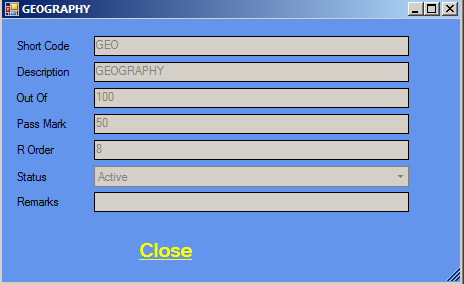 GEOGRAPHY
Short Code GEO
Description GEOGRAPHY
Out Of 100
Pass Mark 50
R Order 8
Status Active
Remarks
Close